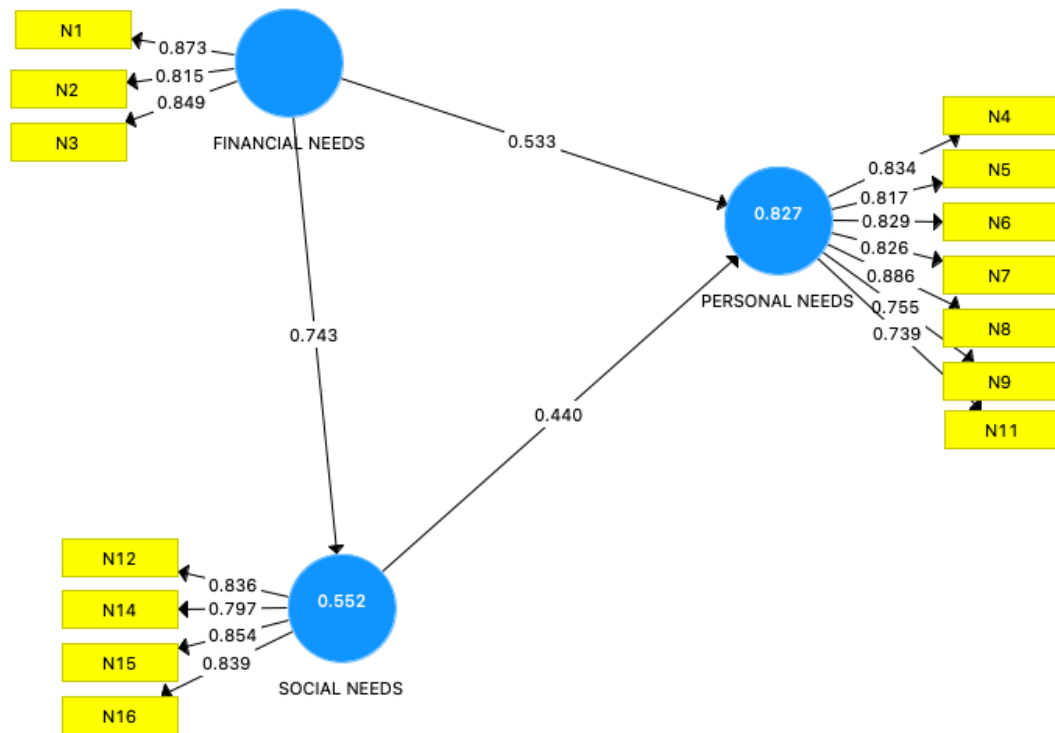 N1
0.873
N2
0.815
N3
0.849
FINANCIAL NEEDS
0.533
0.743
N4
0.834
N5
0.817
N6
0.829
N7
0.826
N8
0.886
N9
0.755
N11
0.739
0.827
PERSONAL NEEDS
0.440
N12
0.836
N14
0.797
N15
0.854
N16
0.839
0.552
SOCIAL NEEDS